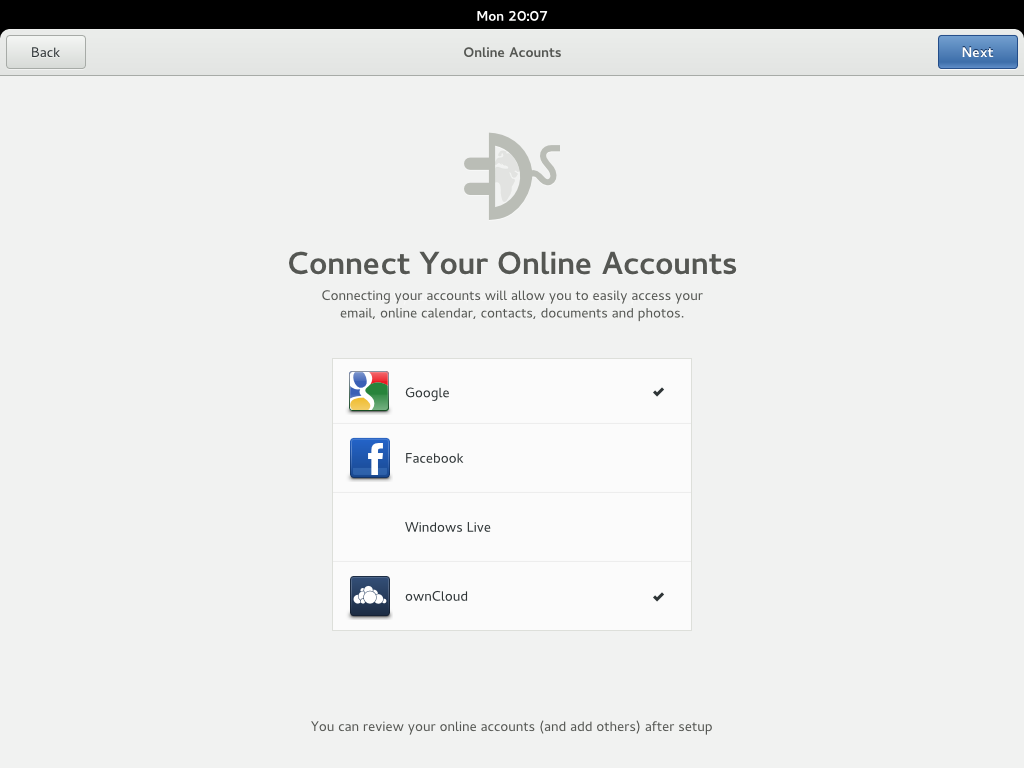 Mon 20:07
Back
Online Acounts
Next
Connect Your Online Accounts
Connecting your accounts will allow you to easily access your
email, online calendar, contacts, documents and photos.
Google
Facebook
Windows Live
ownCloud
You can review your online accounts (and add others) after setup